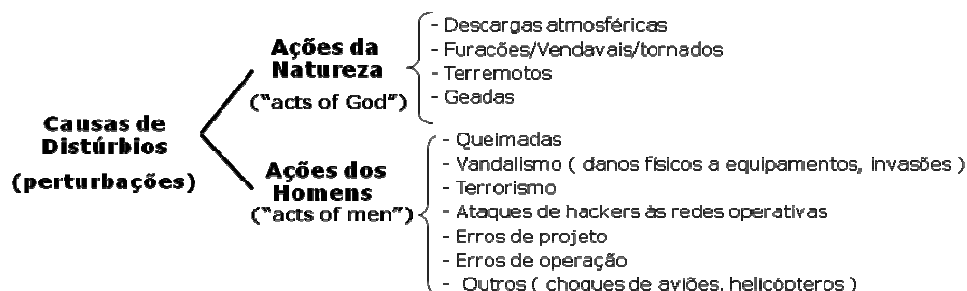 Causas de
Distúrbios
(perturbações)
Ações da
Natureza
("acts of God")
- Descargas atmosféricas
- Furacões/Vendavais/tornados
- Terremotos
- Geadas
Ações dos
Homens
("acts of men")
- Queimadas
- Vandalismo ( danos físicos a equipamentos, invasões )
- Terrorismo
- Ataques de hackers às redes operativas
- Erros de projeto
- Erros de operação
- Outros ( choques de aviões, helicópteros )